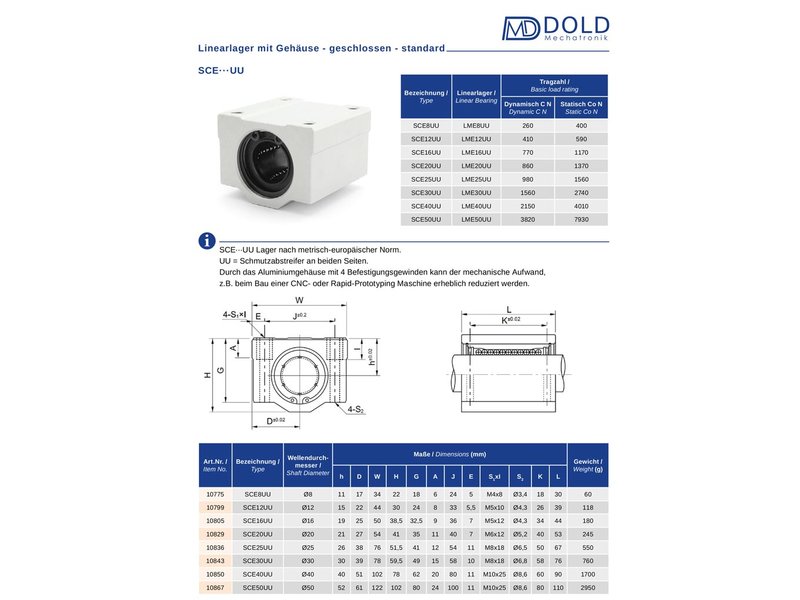 DOLD
Mechatronik
Linearlager mit Gehäuse - geschlossen - standard
SCE···UU
Bezeichnung / Type Linearlager / Linear Bearing Tragzahl / Basic load rating
Dynamisch C N Dynamic C N Statisch Co N Static Co N
SCE8UU LME8UU 260 400
SCE12UU LME12UU 410 590
SCE16UU LME16UU 770 1170
SCE20UU LME20UU 860 1370
SCE25UU LME25UU 980 1560
SCE30UU LME30UU 1560 2740
SCE40UU LME40UU 2150 4010
SCE50UU LME50UU 3820 7930
SCE···UU Lager nach metrisch-europäischer Norm.
UU = Schmutzabstreifer an beiden Seiten.
Durch das Aluminiumgehäuse mit 4 Befestigungsgewinden kann der mechanische Aufwand,
z.B. beim Bau einer CNC- oder Rapid-Prototyping Maschine erheblich reduziert werden.
W
4-S₁×l E J±0.2
A G H l h±0.02
4-S₂
D±0.02
L
K±0.02
Art.Nr. / Item No. Bezeichnung / Type Wellendurch-messer / Shaft Diameter Maße / Dimensions (mm) Gewicht / Weight (g)
h D W H G A J E S₁xl S₂ K L
10775 SCE8UU Ø8 11 17 34 22 18 6 24 5 M4x8 Ø3,4 18 30 60
10799 SCE12UU Ø12 15 22 44 30 24 8 33 5,5 M5x10 Ø4,3 26 39 118
10805 SCE16UU Ø16 19 25 50 38,5 32,5 9 36 7 M5x12 Ø4,3 34 44 180
10829 SCE20UU Ø20 21 27 54 41 35 11 40 7 M6x12 Ø5,2 40 53 245
10836 SCE25UU Ø25 26 38 76 51,5 41 12 54 11 M8x18 Ø6,5 50 67 550
10843 SCE30UU Ø30 30 39 78 59,5 49 15 58 10 M8x18 Ø6,8 58 76 760
10850 SCE40UU Ø40 40 51 102 78 62 20 80 11 M10x25 Ø8,6 60 90 1700
10867 SCE50UU Ø50 52 61 122 102 80 24 100 11 M10x25 Ø8,6 80 110 2950